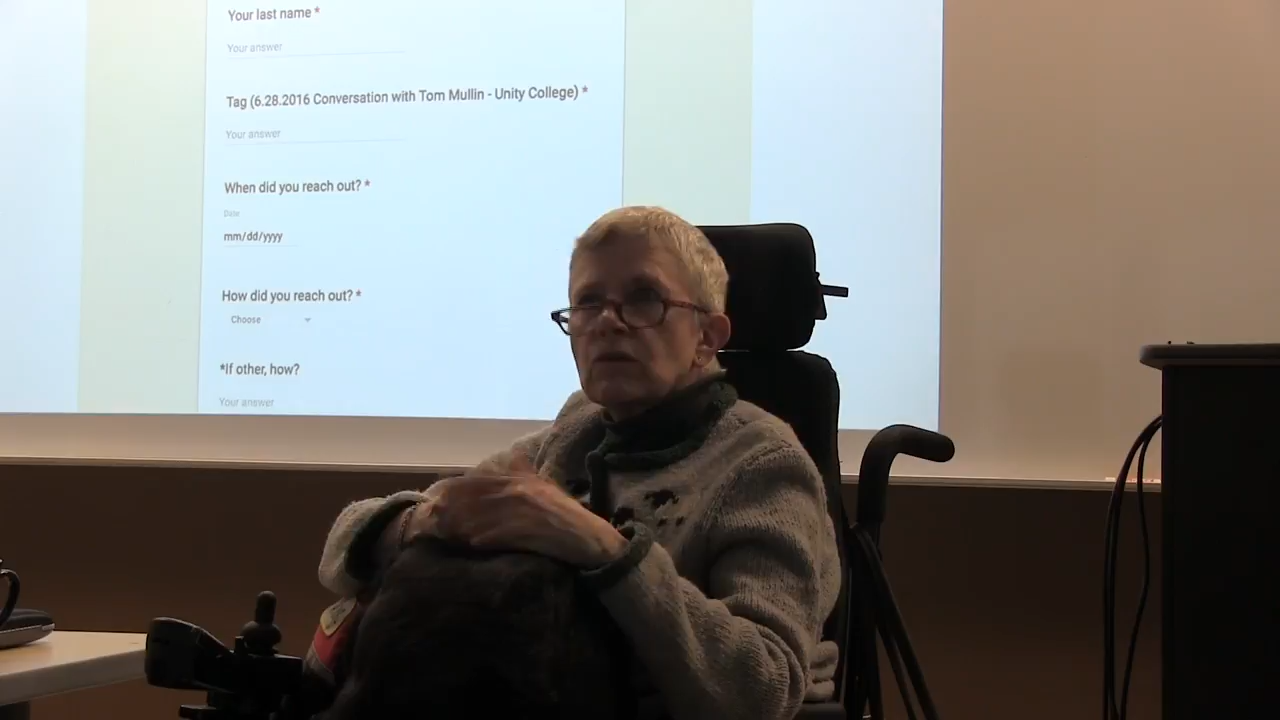 Your last name *
Your answer
Tag (6.28.2016 Conversation with Tom Mullin - Unity College) *
Your answer
When did you reach out? *
Date
mm/dd/yyyy
How did you reach out? *
Choose
*If other, how?
Your answer